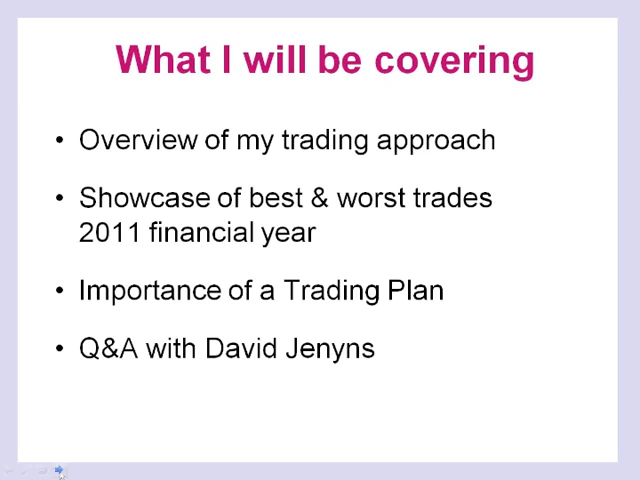 What I will be covering
• Overview of my trading approach
• Showcase of best & worst trades
2011 financial year
• Importance of a Trading Plan
• Q&A with David Jenyns